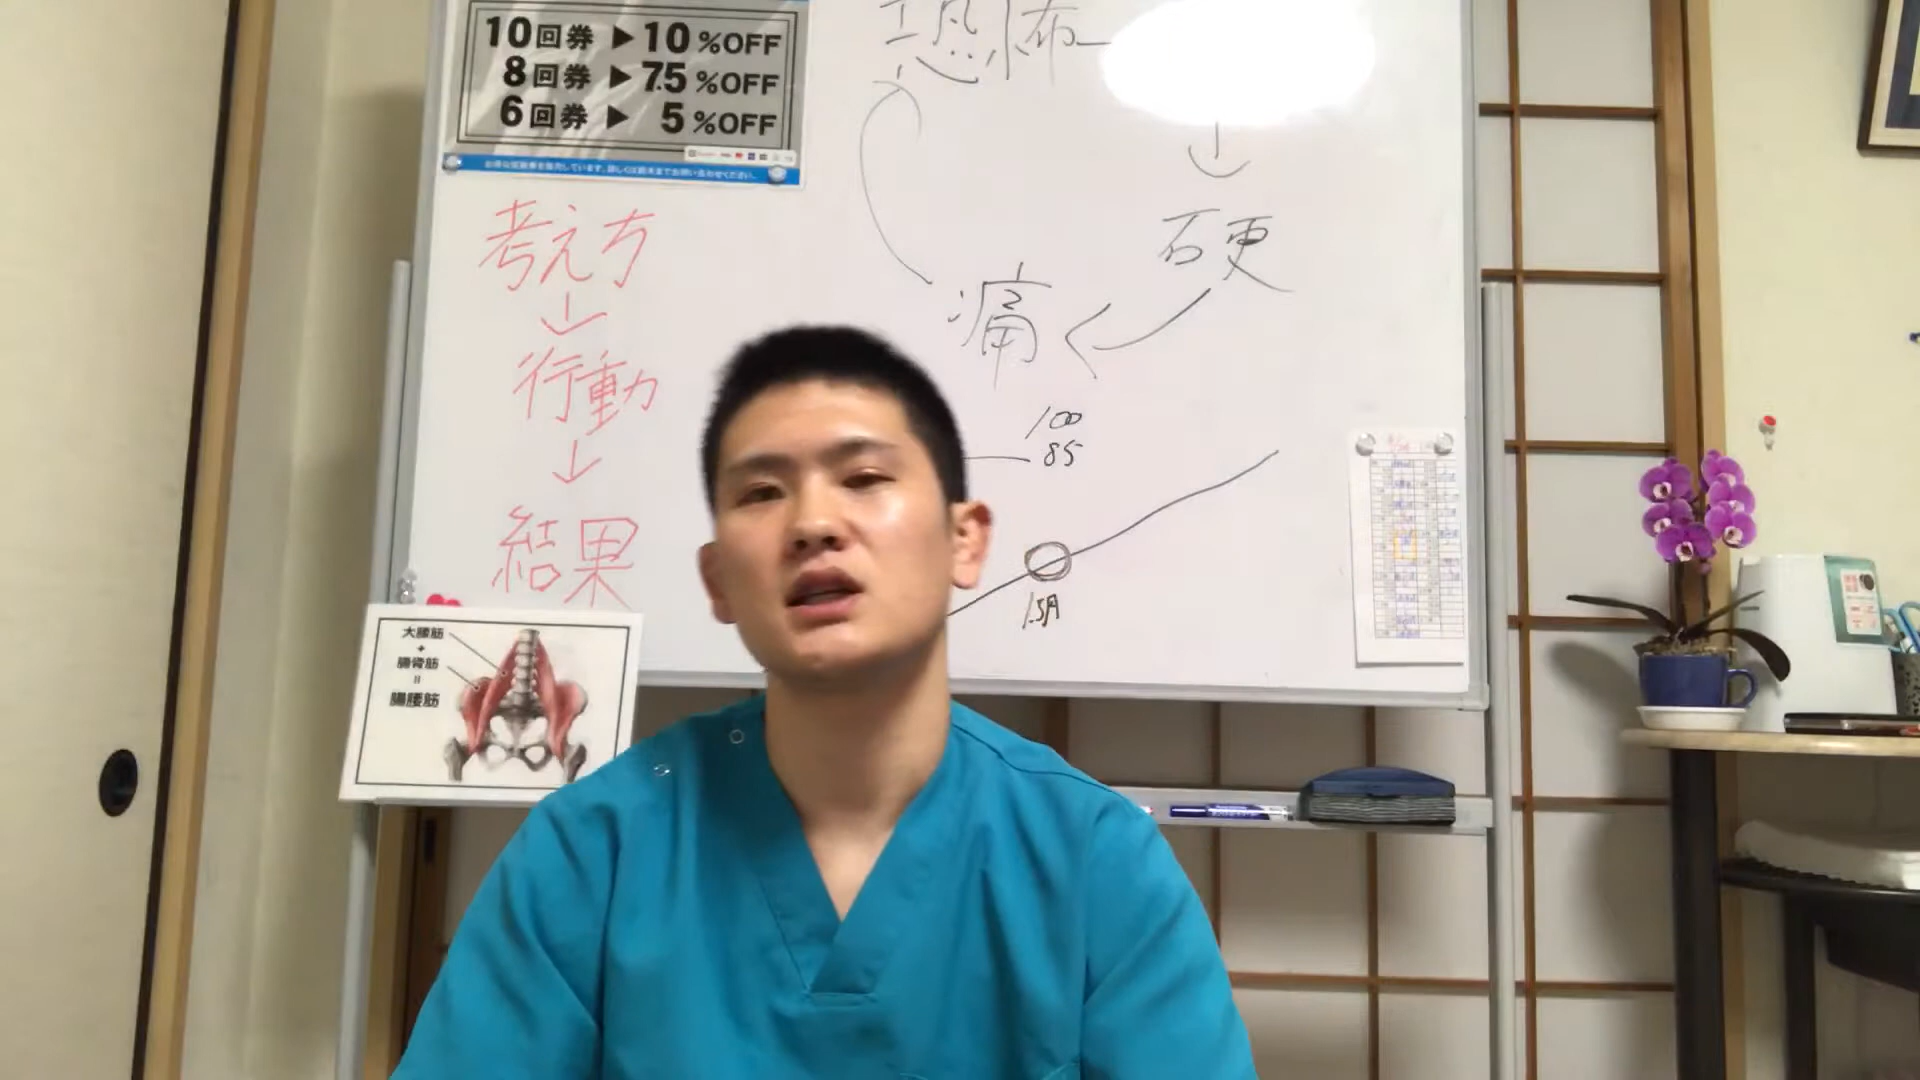 10回券 ▶ 10 %OFF
8回券 ▶ 7.5 %OFF
6回券 ▶ 5 %OFF
恐怖
硬
痛
考え方
行動
結果
100
85
1.5月
大腰筋
+
腸骨筋
=
腸腰筋